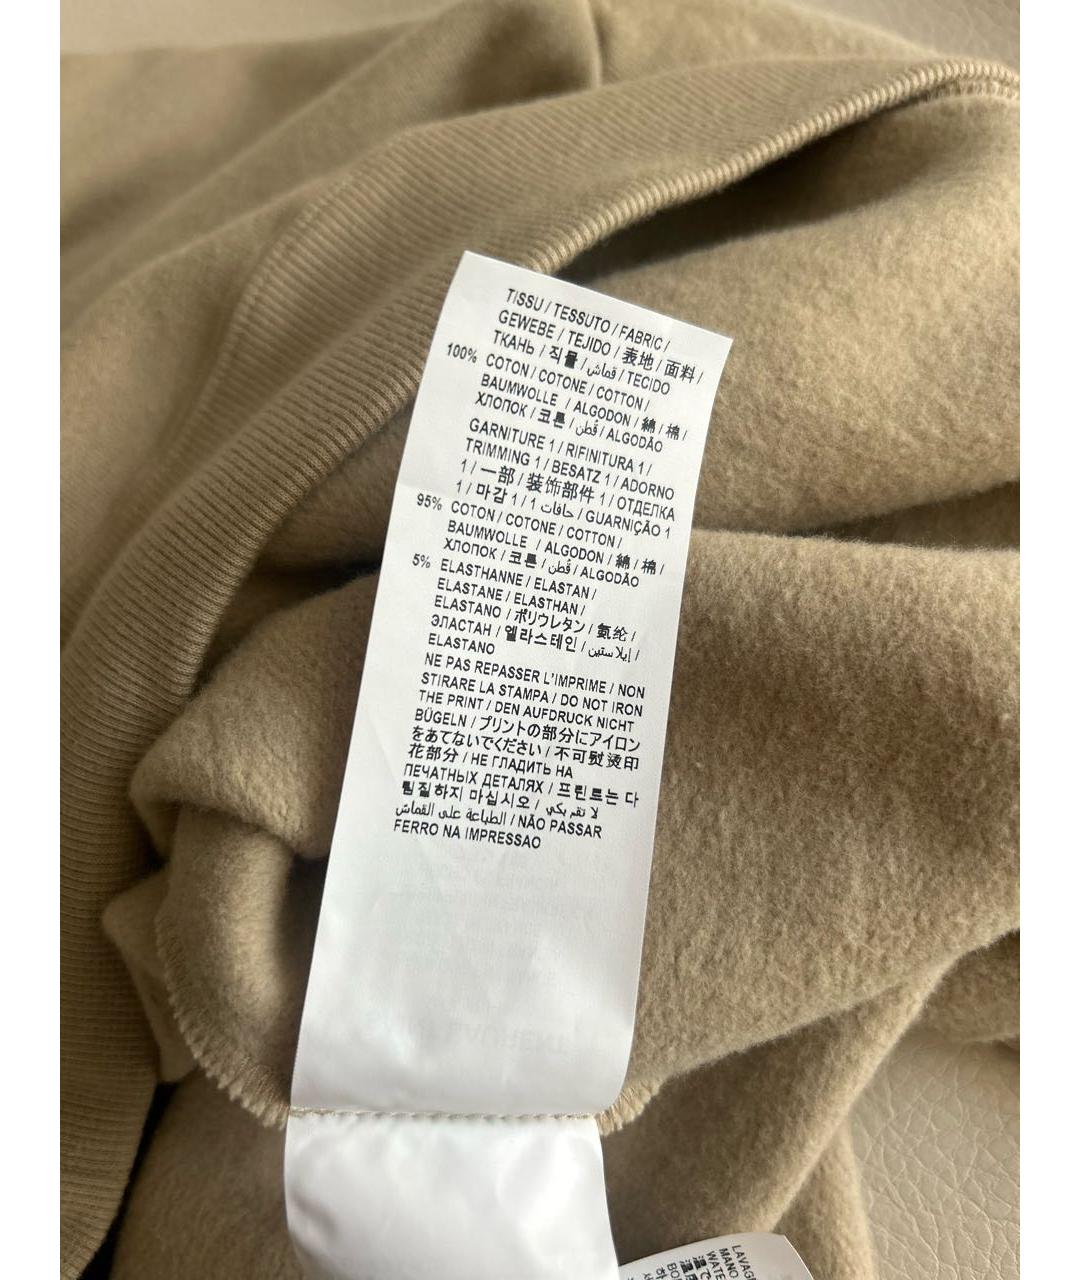 TISSU / TESSUTO / FABRIC /
GEWEBE / TEJIDO / 表地 / 面料 /
ТКАНЬ / 직물 / قماش / TECIDO
100% COTON / COTONE / COTTON /
BAUMWOLLE / ALGODON / 綿 / 棉 /
ХЛОПОК / 코튼 / قُطن / ALGODÃO
GARNITURE 1 / RIFINITURA 1 /
TRIMMING 1 / BESATZ 1 / ADORNO
1 / 一部 / 装饰部件 1 / ОТДЕЛКА
1 / 마감 1 / 1 حافات / GUARNIÇÃO 1
95% COTON / COTONE / COTTON /
BAUMWOLLE / ALGODON / 綿 / 棉 /
ХЛОПОК / 코튼 / قُطن / ALGODÃO
5% ELASTHANNE / ELASTAN /
ELASTANE / ELASTHAN /
ELASTANO / ポリウレタン / 氨纶 /
ЭЛАСТАН / 엘라스테인 / إيلاستين /
ELASTANO
NE PAS REPASSER L'IMPRIME / NON
STIRARE LA STAMPA / DO NOT IRON
THE PRINT / DEN AUFDRUCK NICHT
BÜGELN / プリントの部分にアイロン
をあてないでください / 不可熨烫印
花部分 / НЕ ГЛАДИТЬ НА
ПЕЧАТНЫХ ДЕТАЛЯХ / 프린트는 다
림질하지 마십시오 / لا تقم بكي
الطباعة على القماش / NÃO PASSAR
FERRO NA IMPRESSAO
LAVAG
MANO
WATE
温で